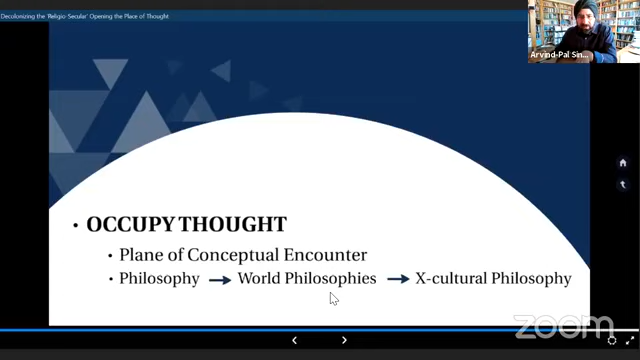 Decolonizing the 'Religio-Secular' Opening the Place of Thought
Arvind-Pal Sin...
• OCCUPY THOUGHT
• Plane of Conceptual Encounter
• Philosophy → World Philosophies → X-cultural Philosophy
zoom